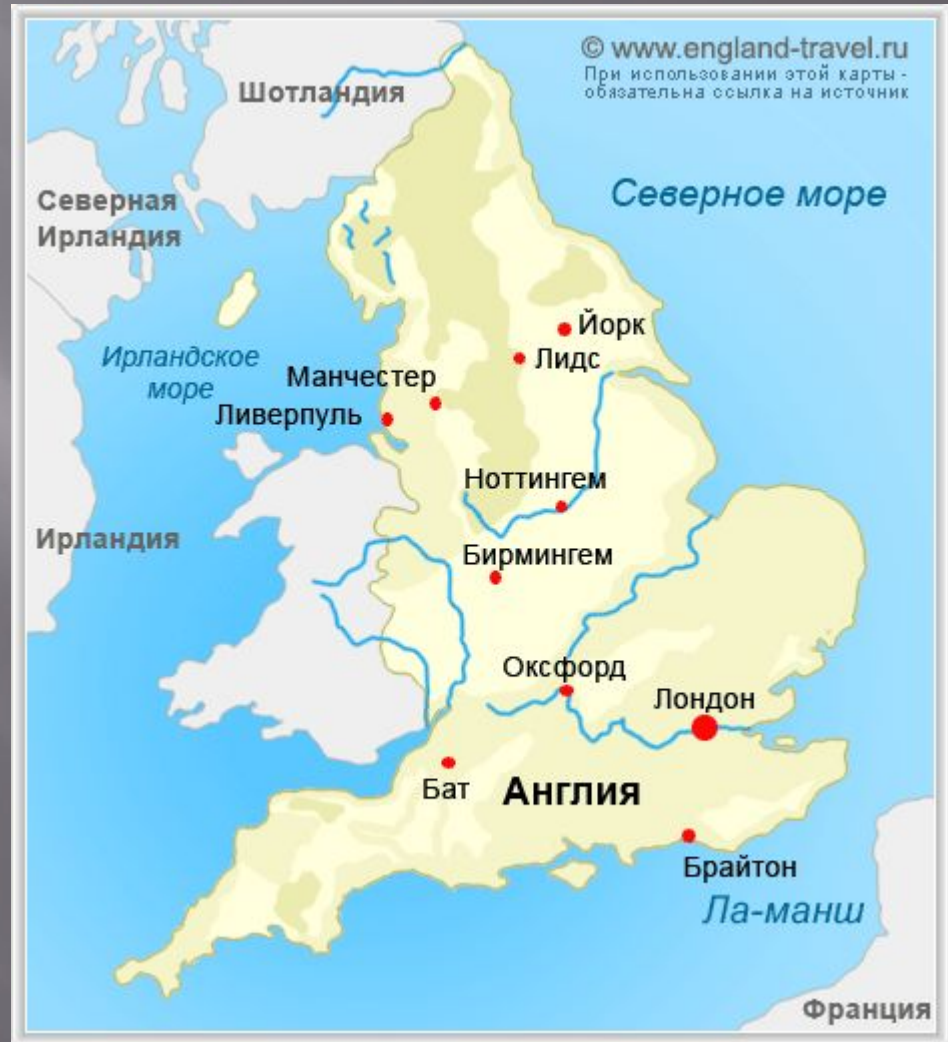 © www.england-travel.ru
При использовании этой карты -
обязательна ссылка на источник
Шотландия
Северное море
Северная
Ирландия
Йорк
Лидс
Ирландское
море
Манчестер
Ливерпуль
Ноттингем
Ирландия
Бирмингем
Оксфорд
Лондон
Бат
Англия
Брайтон
Ла-манш
Франция